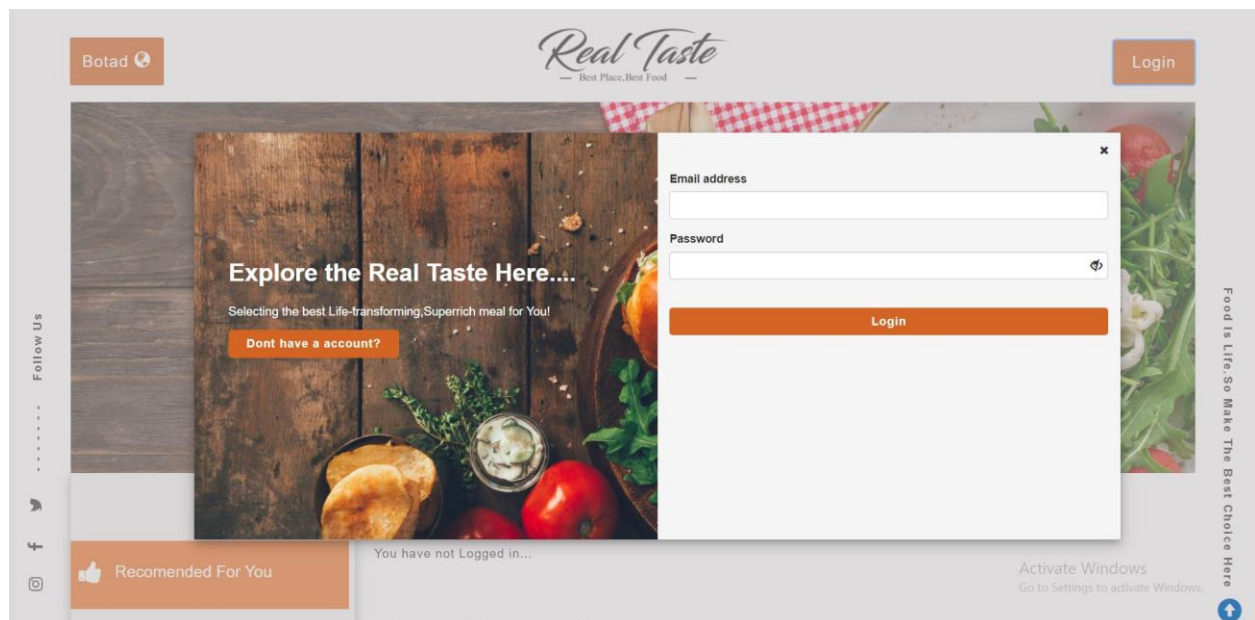 Botad
Real Taste
Best Place,Best Food
Login
Email address
Password
Explore the Real Taste Here....
Selecting the best Life-transforming,Superrich meal for You!
Dont have a account?
Login
Follow Us
Food Is Life,So Make The Best Choice Here
You have not Logged in...
Recomended For You
Activate Windows
Go to Settings to activate Windows.